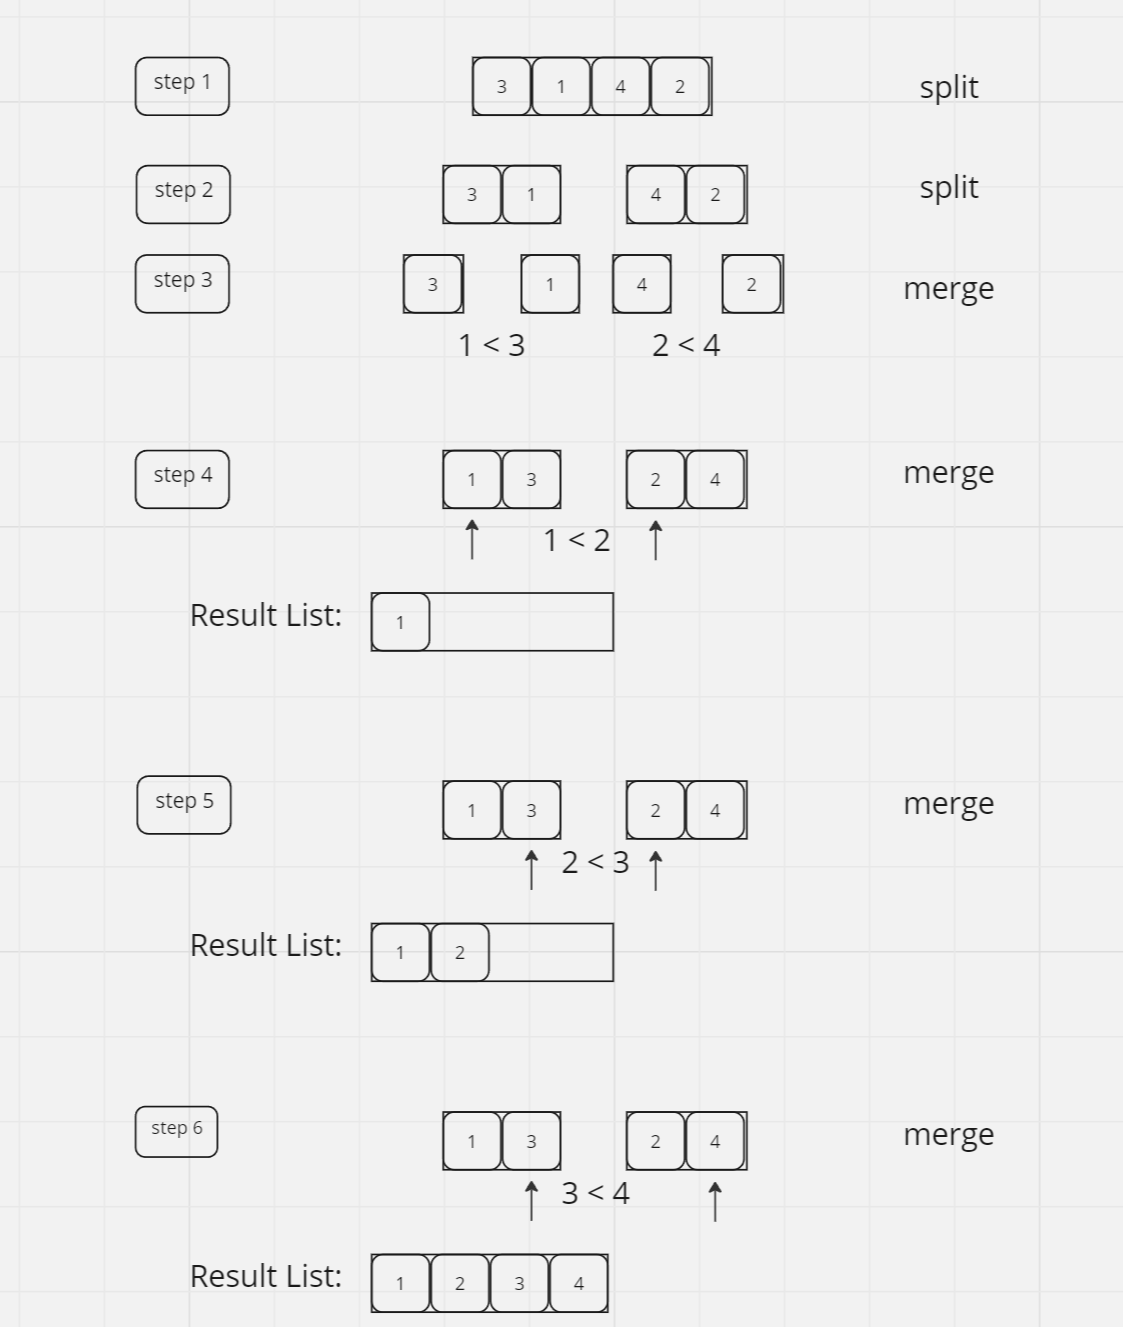 step 1 3 1 4 2 split
step 2 3 1 4 2 split
step 3 3 1 4 2 merge
1 < 3 2 < 4
step 4 1 3 2 4 merge
1 < 2
Result List: 1
step 5 1 3 2 4 merge
2 < 3
Result List: 1 2
step 6 1 3 2 4 merge
3 < 4
Result List: 1 2 3 4